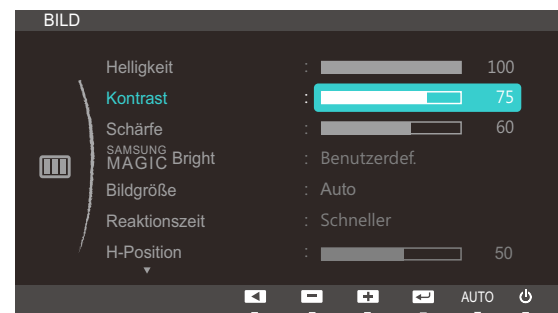 BILD
Helligkeit : 100
Kontrast : 75
Schärfe : 60
SAMSUNG MAGIC Bright : Benutzerdef.
Bildgröße : Auto
Reaktionszeit : Schneller
H-Position : 50
AUTO